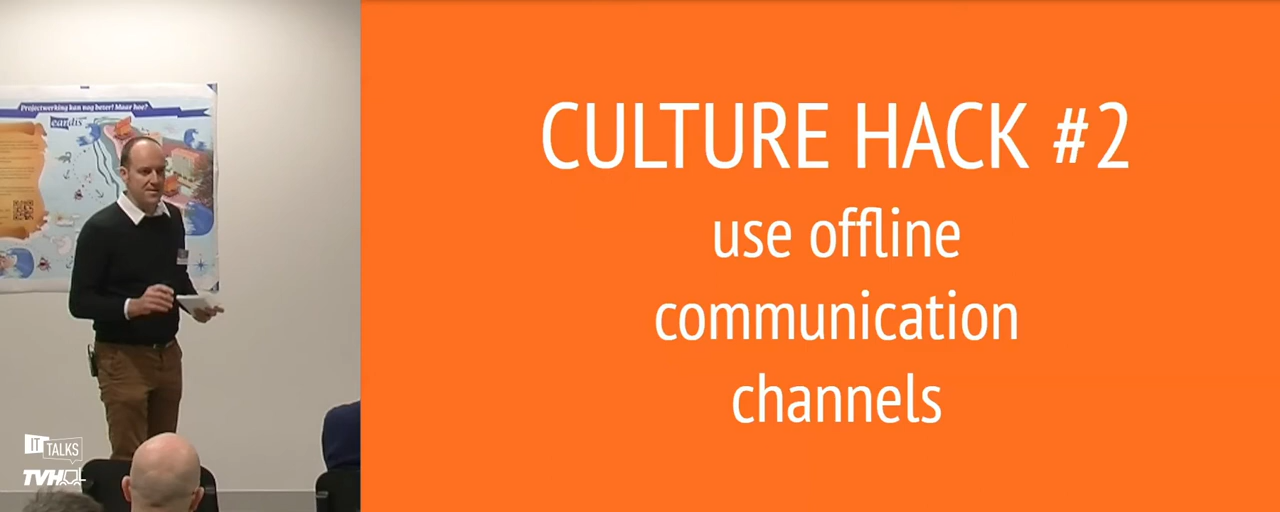 Projectwerking kan nog beter! Maar hoe?
eandis
CULTURE HACK #2
use offline
communication
channels
IT TALKS
TVH